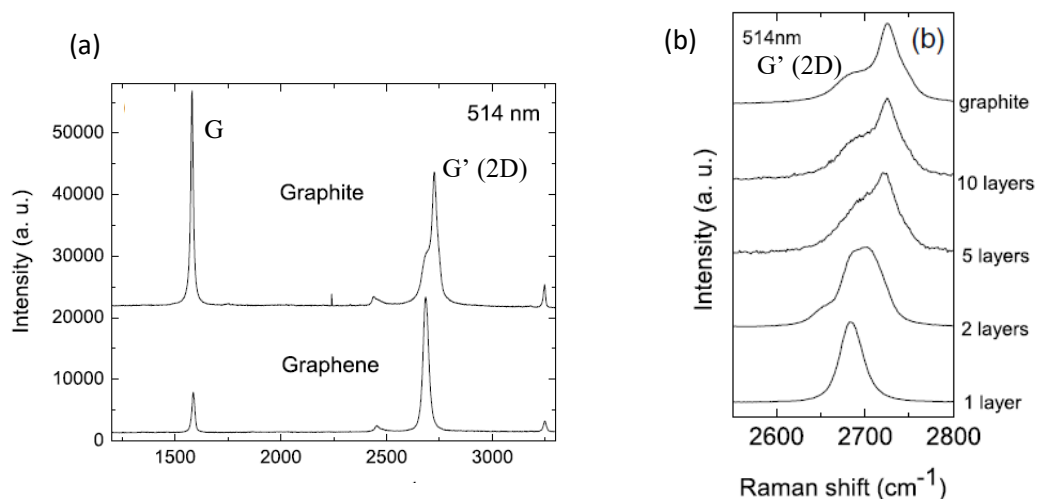 (a)
514 nm
G
G’ (2D)
Graphite
Graphene
Intensity (a. u.)
50000
40000
30000
20000
10000
0
1500
2000
2500
3000
(b)
514nm
(b)
G’ (2D)
graphite
10 layers
5 layers
2 layers
1 layer
Intensity (a. u.)
2600
2700
2800
Raman shift (cm⁻¹)